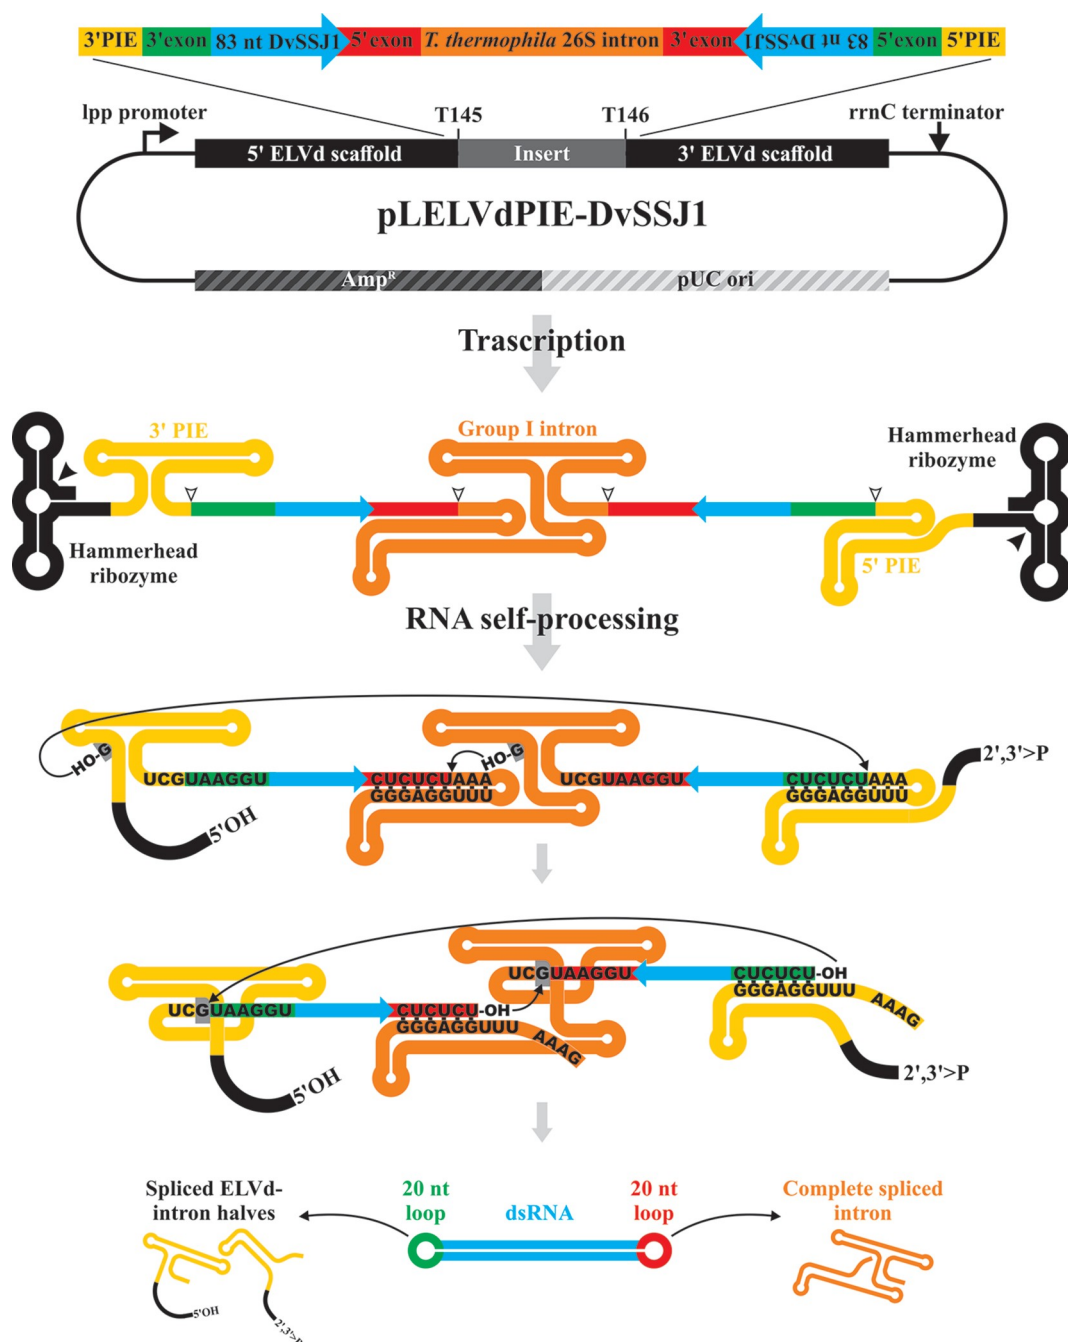 3'PIE 3'exon 83 nt DvSSJ1 5'exon T. thermophila 26S intron 3'exon 83 nt DvSSJ1 5'exon 5'PIE
lpp promoter T145 T146 rrnC terminator
5' ELVd scaffold Insert 3' ELVd scaffold
pLELVdPIE-DvSSJ1
AmpR pUC ori
Trascription
3' PIE Group I intron Hammerhead
ribozyme
Hammerhead
ribozyme
5' PIE
RNA self-processing
HO-G HO-G 2',3'>P
UCGUAAGGU CUCUCUAAA UCGUAAGGU CUCUCUAAA
GGGAGGUUU GGGAGGUUU
5'OH
UCGUAAGGU CUCUCU-OH
GGGAGGUUU AAAG
UCGUAAGGU CUCUCU-OH
GGGAGGUUU AAAG
5'OH 2',3'>P
Spliced ELVd-
intron halves
20 nt
loop
dsRNA
20 nt
loop
Complete spliced
intron
5'OH
2',3'>P